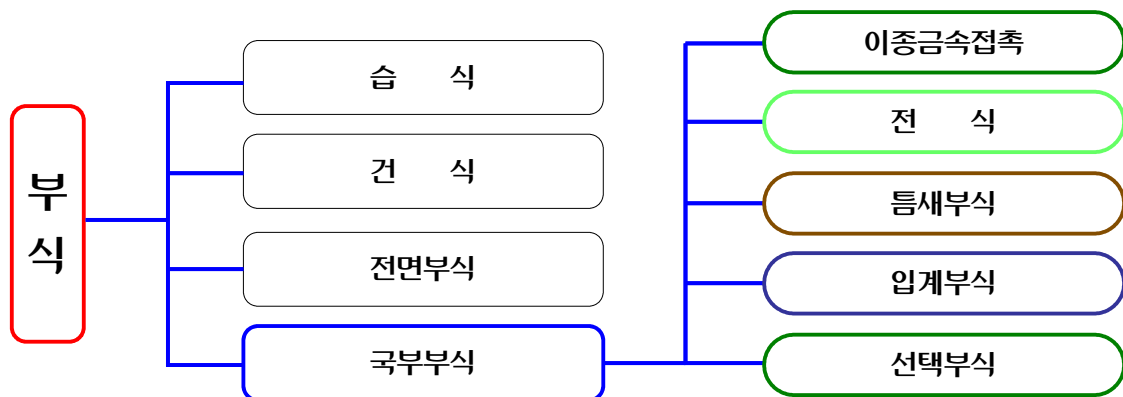 부식
습 식
건 식
전면부식
국부부식
이종금속접촉
전 식
틈새부식
입계부식
선택부식